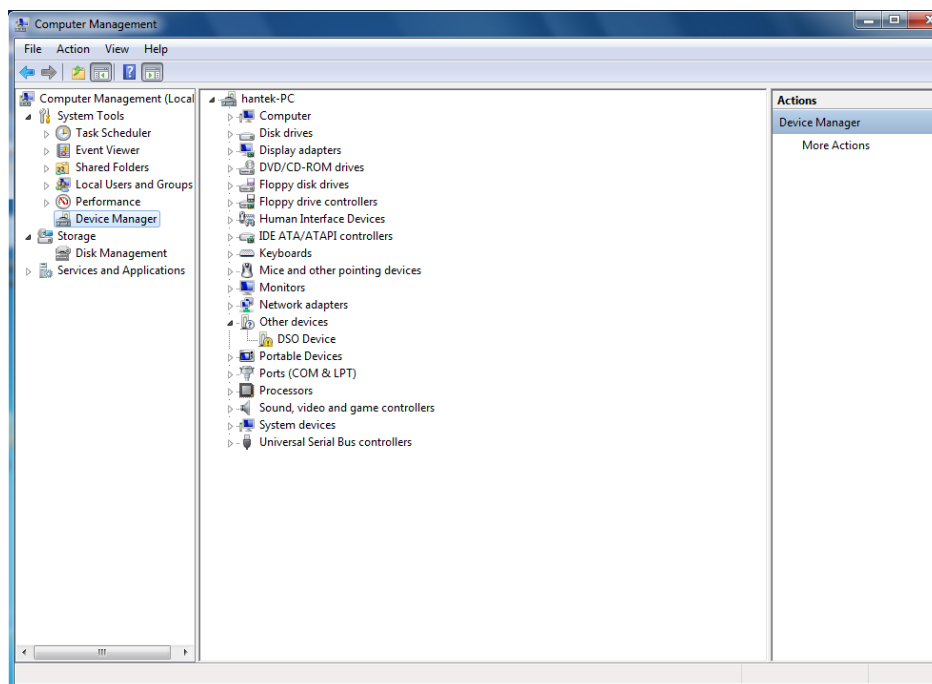 Computer Management
File Action View Help
Computer Management (Local
System Tools
Task Scheduler
Event Viewer
Shared Folders
Local Users and Groups
Performance
Device Manager
Storage
Disk Management
Services and Applications
hantek-PC
Computer
Disk drives
Display adapters
DVD/CD-ROM drives
Floppy disk drives
Floppy drive controllers
Human Interface Devices
IDE ATA/ATAPI controllers
Keyboards
Mice and other pointing devices
Monitors
Network adapters
Other devices
DSO Device
Portable Devices
Ports (COM & LPT)
Processors
Sound, video and game controllers
System devices
Universal Serial Bus controllers
Actions
Device Manager
More Actions